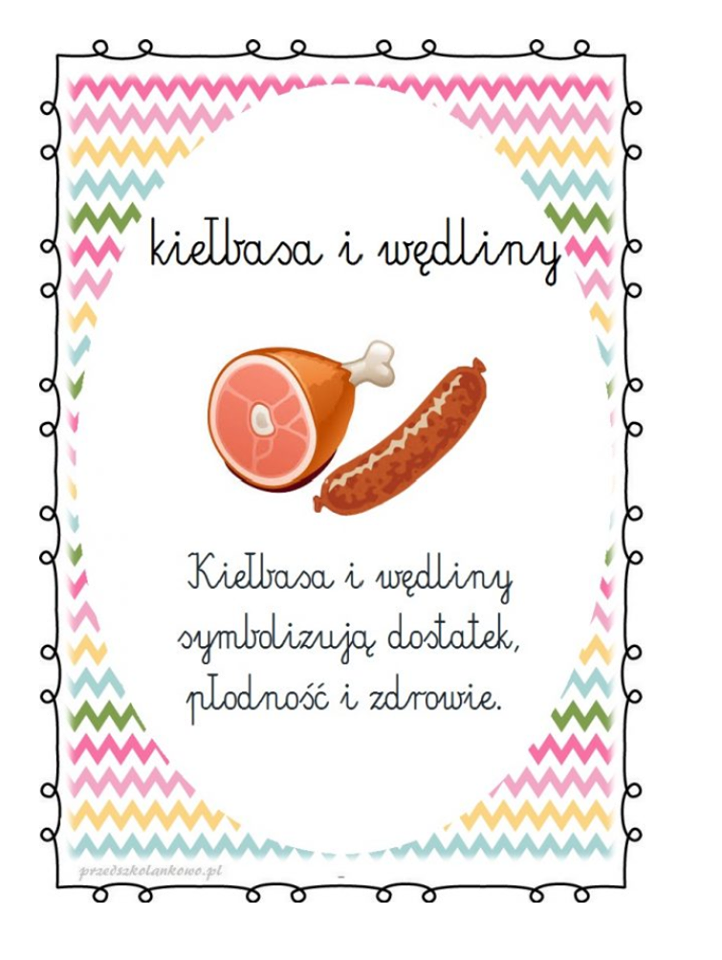 kiełbasa i wędliny
Kiełbasa i wędliny
symbolizują dostatek,
płodność i zdrowie.
przedszkolankowo.pl